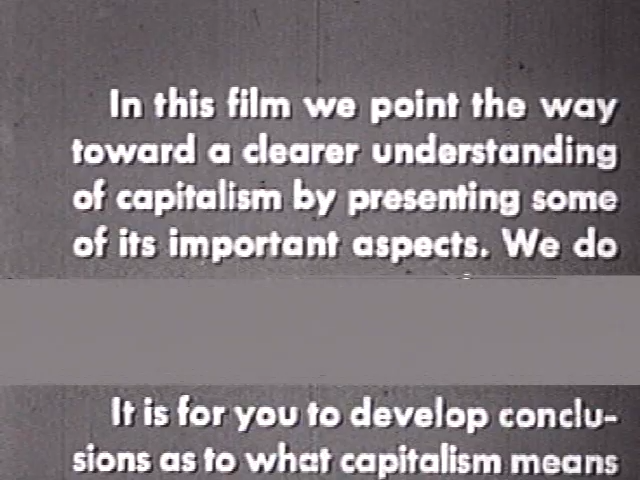 In this film we point the way
toward a clearer understanding
of capitalism by presenting some
of its important aspects. We do
It is for you to develop conclu-
sions as to what capitalism means